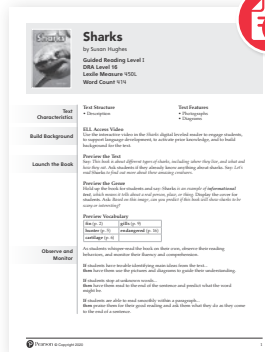 Sharks
Sharks
by Susan Hughes
Guided Reading Level I
DRA Level 16
Lexile Measure 450L
Word Count 414
Text Characteristics
Text Structure
• Description
Text Features
• Photographs
• Diagrams
Build Background
ELL Access Video
Use the interactive video in the Sharks digital leveled reader to engage students,
to support language development, to activate prior knowledge, and to build
background for the text.
Launch the Book
Preview the Text
Say: This book is about different types of sharks, including where they live, and what and
how they eat. Ask students if they already know anything about sharks. Say: Let's
read Sharks to find out more about these amazing creatures.
Preview the Genre
Hold up the book for students and say: Sharks is an example of informational
text, which means it tells about a real person, place, or thing. Display the cover for
students. Ask: Based on this image, can you predict if this book will show sharks to be
scary or interesting?
Preview Vocabulary
fin (p. 2)
gills (p. 9)
hunter (p. 5)
endangered (p. 16)
cartilage (p. 6)
Observe and Monitor
As students whisper-read the book on their own, observe their reading
behaviors, and monitor their fluency and comprehension.
If students have trouble identifying main ideas from the text...
then have them use the pictures and diagrams to guide their understanding.
If students stop at unknown words...
then have them read to the end of the sentence and predict what the word
might be.
If students are able to read smoothly within a paragraph...
then praise them for their good reading and ask them what they do as they come
to the end of a sentence.
Pearson © Copyright 2025
1